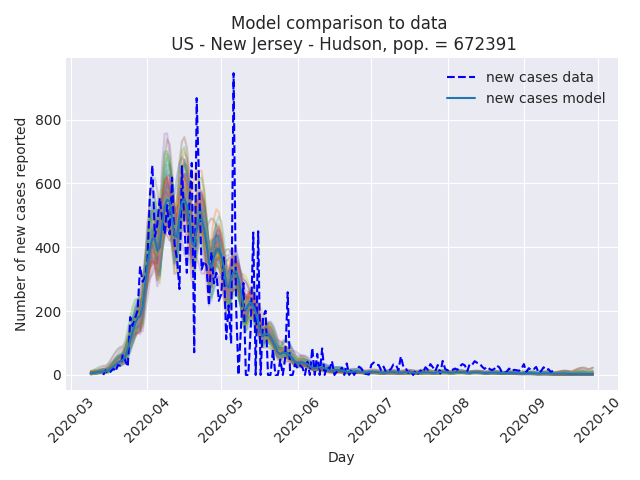 Model comparison to data
US - New Jersey - Hudson, pop. = 672391
new cases data
new cases model
Number of new cases reported
800
600
400
200
0
2020-03
2020-04
2020-05
2020-06
2020-07
2020-08
2020-09
2020-10
Day